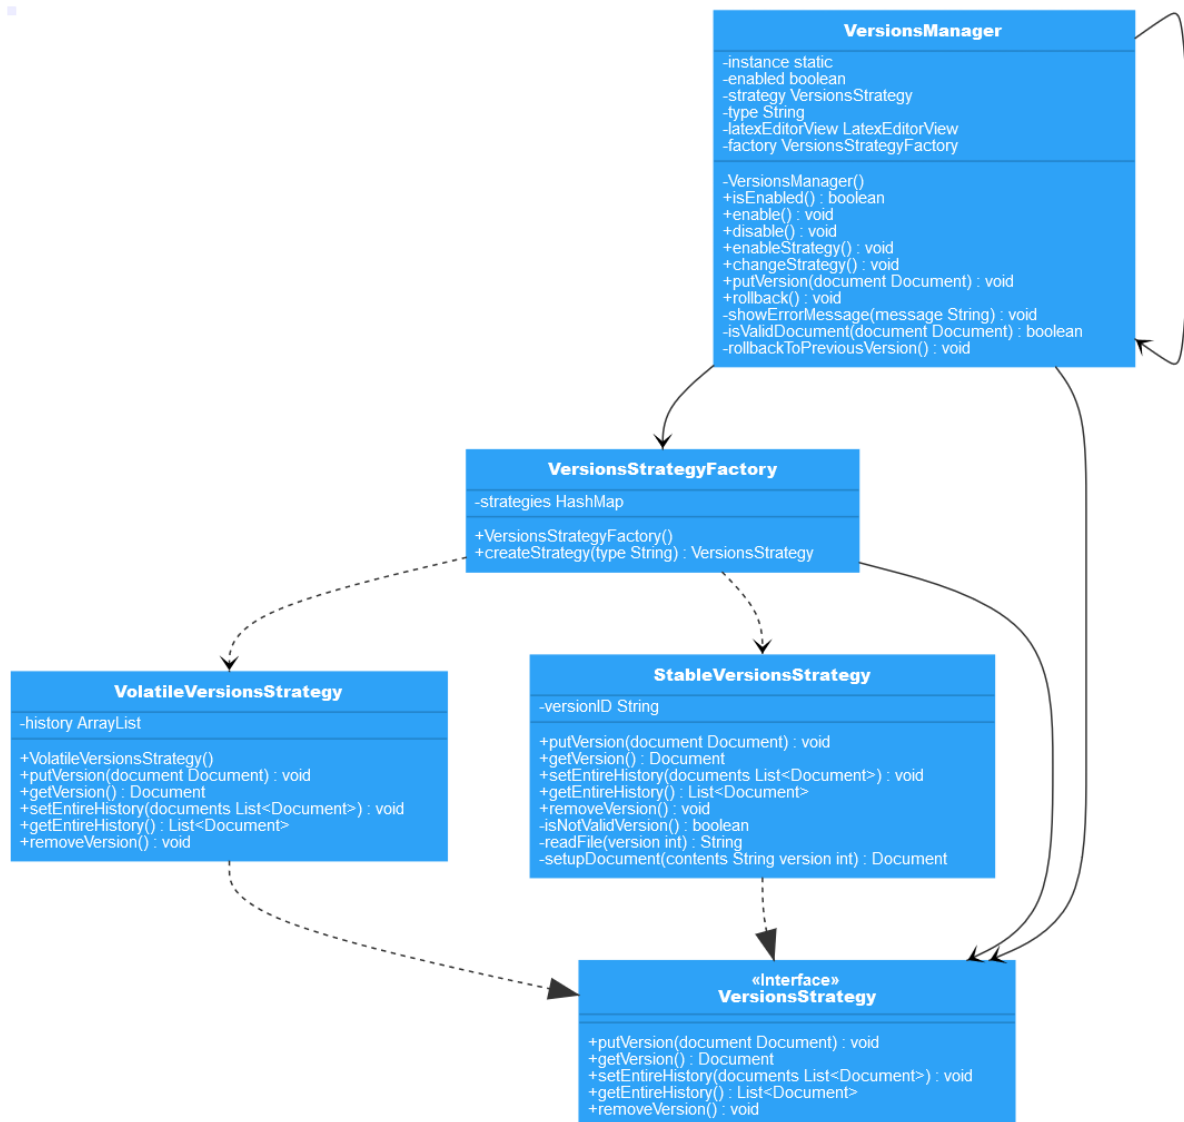 VersionsManager
-instance static
-enabled boolean
-strategy VersionsStrategy
-type String
-latexEditorView LatexEditorView
-factory VersionsStrategyFactory
-VersionsManager()
+isEnabled() : boolean
+enable() : void
+disable() : void
+enableStrategy() : void
+changeStrategy() : void
+putVersion(document Document) : void
+rollback() : void
-showErrorMessage(message String) : void
-isValidDocument(document Document) : boolean
-rollbackToPreviousVersion() : void
VersionsStrategyFactory
-strategies HashMap
+VersionsStrategyFactory()
+createStrategy(type String) : VersionsStrategy
VolatileVersionsStrategy
-history ArrayList
+VolatileVersionsStrategy()
+putVersion(document Document) : void
+getVersion() : Document
+setEntireHistory(documents List<Document>) : void
+getEntireHistory() : List<Document>
+removeVersion() : void
StableVersionsStrategy
-versionID String
+putVersion(document Document) : void
+getVersion() : Document
+setEntireHistory(documents List<Document>) : void
+getEntireHistory() : List<Document>
+removeVersion() : void
-isNotValidVersion() : boolean
-readFile(version int) : String
-setupDocument(contents String version int) : Document
«Interface»
VersionsStrategy
+putVersion(document Document) : void
+getVersion() : Document
+setEntireHistory(documents List<Document>) : void
+getEntireHistory() : List<Document>
+removeVersion() : void